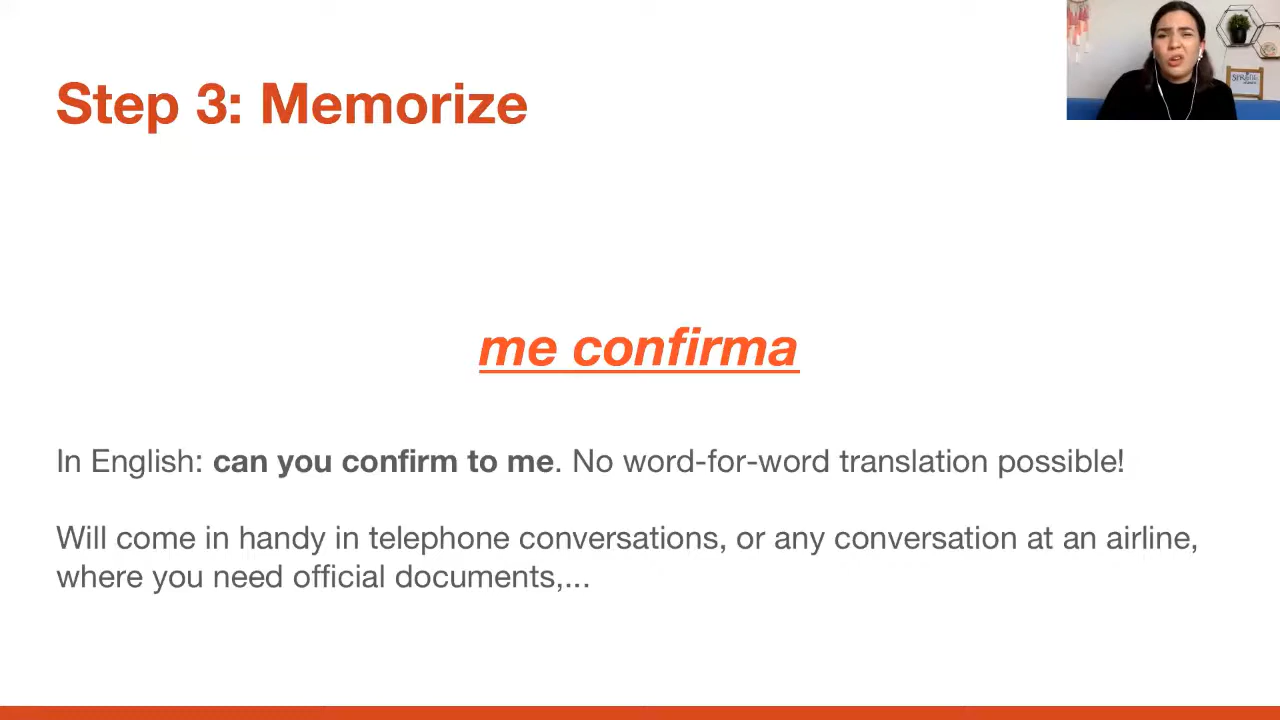 Step 3: Memorize
me confirma
In English: can you confirm to me. No word-for-word translation possible!
Will come in handy in telephone conversations, or any conversation at an airline,
where you need official documents,...